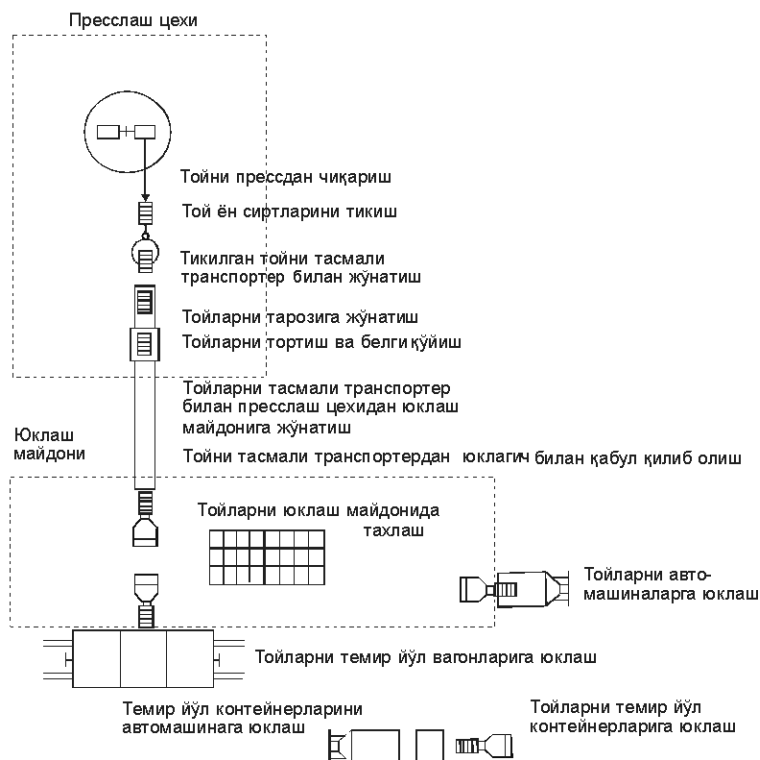 Пресслаш цехи
Тойни прессдан чиқариш
Той ён сиртларини тикиш
Тикилган тойни тасмали
транспортер билан жўнатиш
Тойларни тарозига жўнатиш
Тойларни тортиш ва белги қўйиш
Тойларни тасмали транспортер
билан пресслаш цехидан юклаш
майдонига жўнатиш
Юклаш
майдони
Тойни тасмали транспортердан юклагич билан қабул қилиб олиш
Тойларни юклаш майдонида
тахлаш
Тойларни авто-
машиналарга юклаш
Тойларни темир йўл вагонларига юклаш
Темир йўл контейнерларини
автомашинага юклаш
Тойларни темир йўл
контейнерларига юклаш